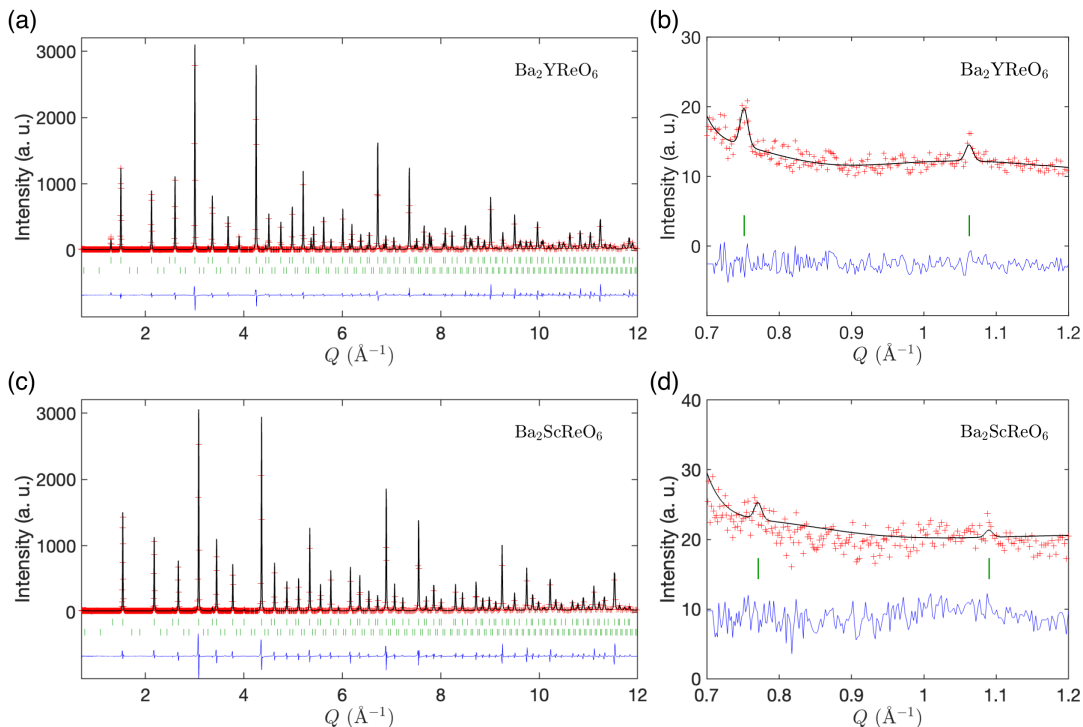 (a)
3000
2000
1000
0
Intensity (a. u.)
Ba₂YReO₆
2 4 6 8 10 12
Q (Å⁻¹)
(b)
30
20
10
0
Intensity (a. u.)
Ba₂YReO₆
0.7 0.8 0.9 1 1.1 1.2
Q (Å⁻¹)
(c)
3000
2000
1000
0
Intensity (a. u.)
Ba₂ScReO₆
2 4 6 8 10 12
Q (Å⁻¹)
(d)
40
30
20
10
0
Intensity (a. u.)
Ba₂ScReO₆
0.7 0.8 0.9 1 1.1 1.2
Q (Å⁻¹)